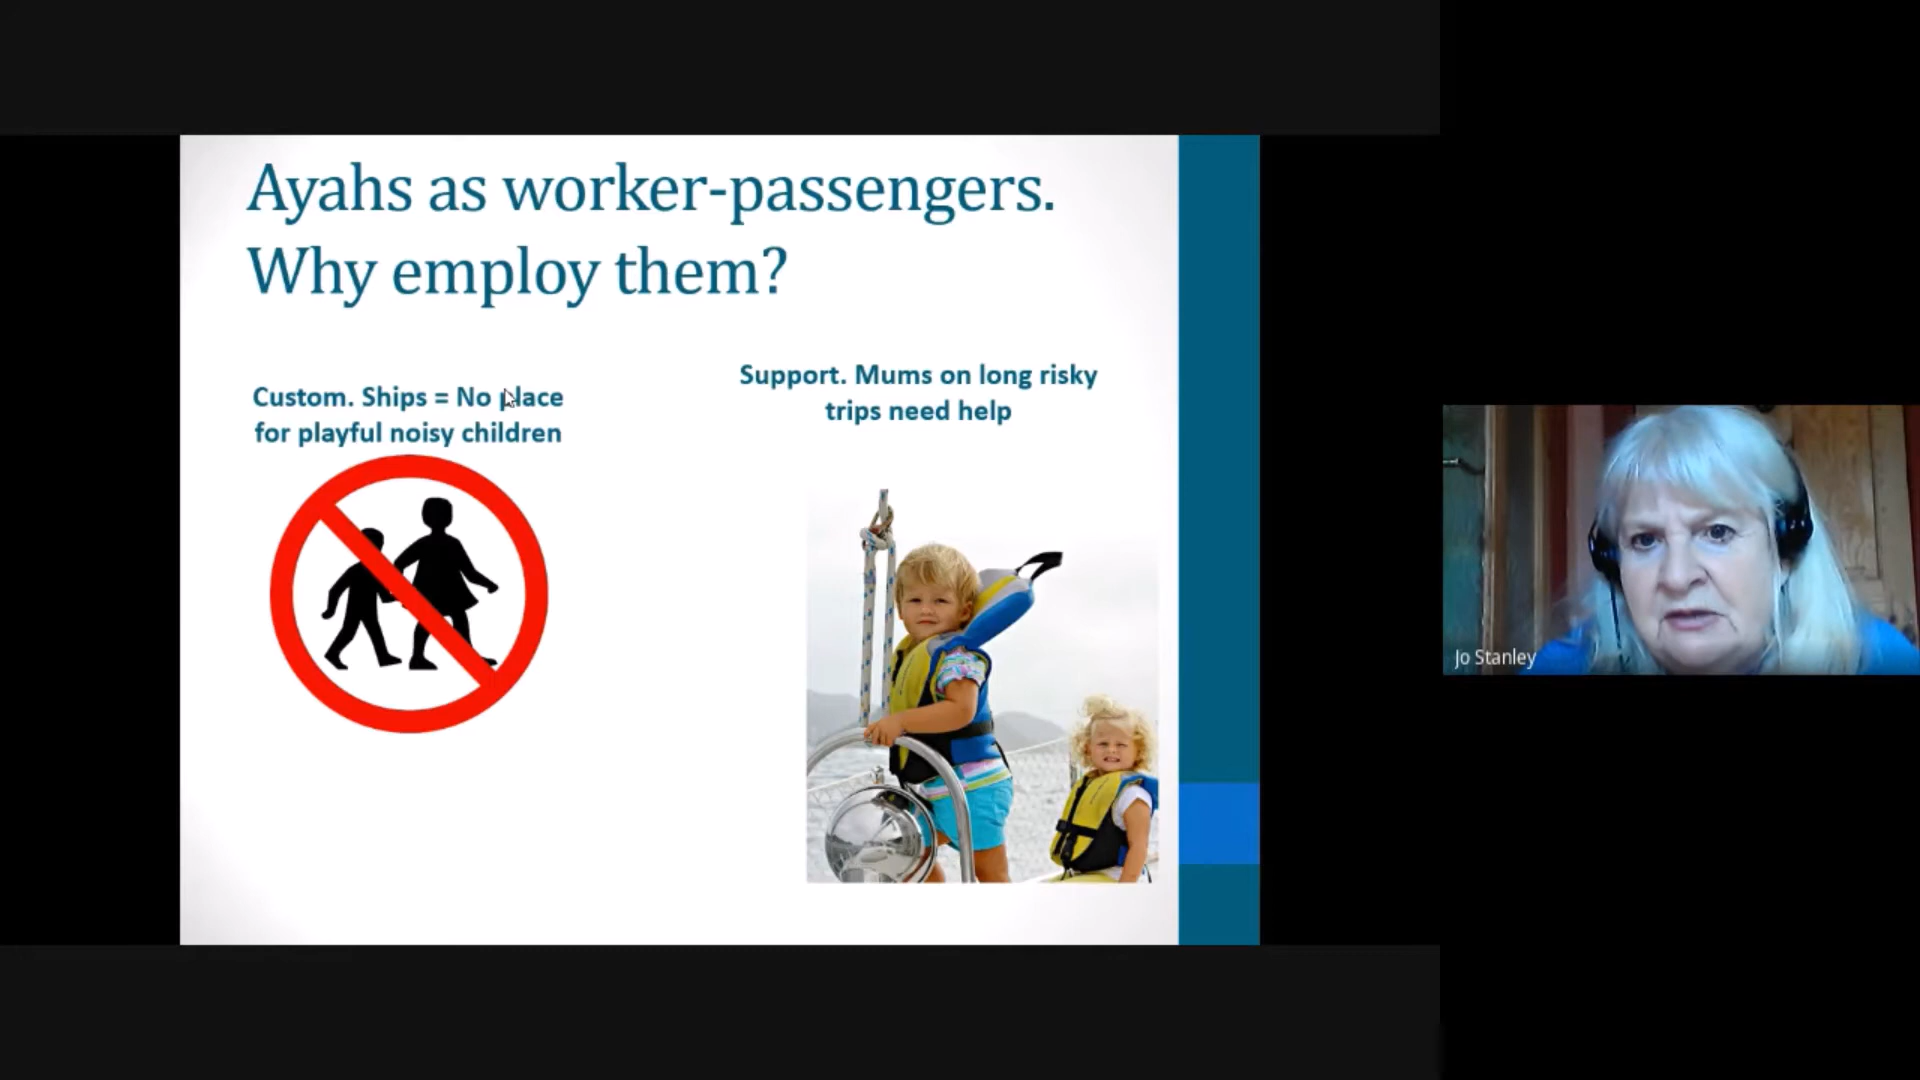 Ayahs as worker-passengers.
Why employ them?
Custom. Ships = No place
for playful noisy children
Support. Mums on long risky
trips need help
Jo Stanley